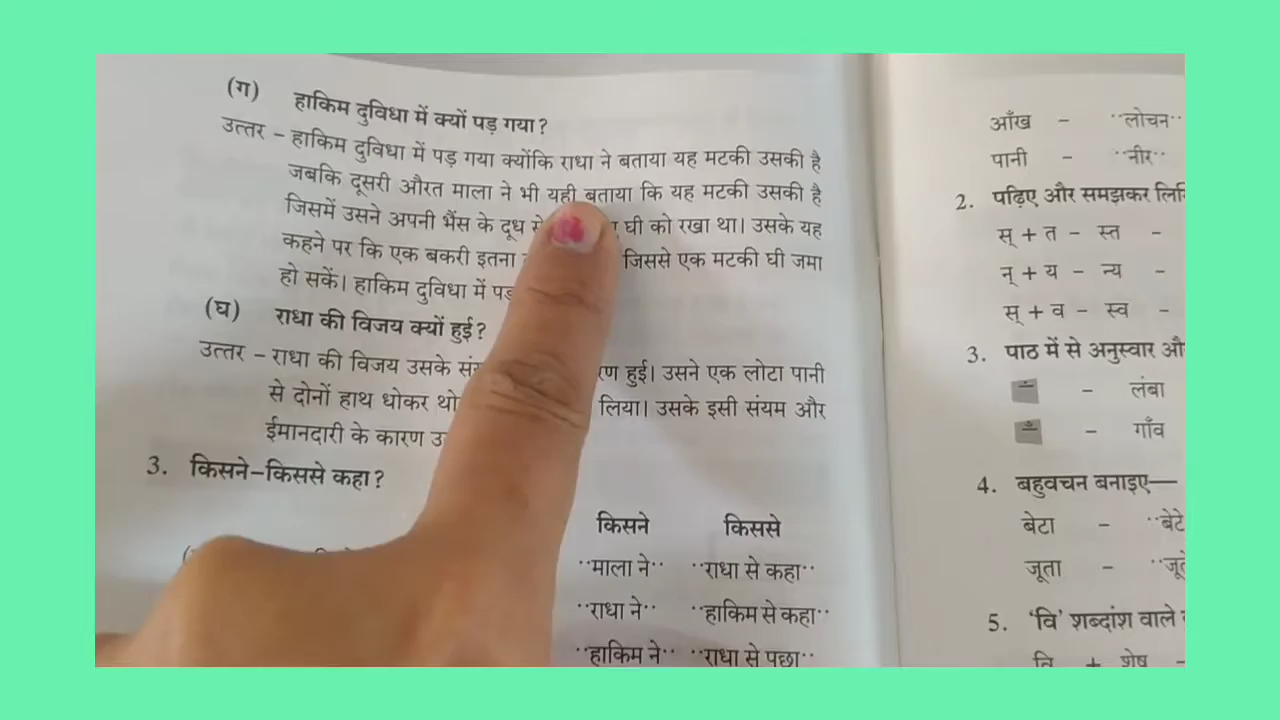 (ग) हाकिम दुविधा में क्यों पड़ गया?
उत्तर - हाकिम दुविधा में पड़ गया क्योंकि राधा ने बताया यह मटकी उसकी है
जबकि दूसरी औरत माला ने भी यही बताया कि यह मटकी उसकी है
जिसमें उसने अपनी भैंस के दूध घी को रखा था। उसके यह
कहने पर कि एक बकरी इतना जिससे एक मटकी घी जमा
हो सकें। हाकिम दुविधा में पड़
(घ) राधा की विजय क्यों हुई?
उत्तर - राधा की विजय उसके हुई। उसने एक लोटा पानी
से दोनों हाथ धोकर लिया। उसके इसी संयम और
ईमानदारी के कारण
3. किसने-किससे कहा?
किसने किससे
¨माला ने¨ ¨राधा से कहा¨
¨राधा ने¨ ¨हाकिम से कहा¨
¨हाकिम ने¨ ¨राधा से पूछा¨
आँख - ¨लोचन¨
पानी - ¨नीर¨
2. पढ़िए और समझकर
स् + त - स्त -
न् + य - न्य -
स् + व - स्व -
3. पाठ में से अनुस्वार
ं - लंबा
ँ - गाँव
4. बहुवचन बनाइए—
बेटा - ¨बेटे
जूता -
5. 'वि' शब्दांश वाले
वि + शेष -